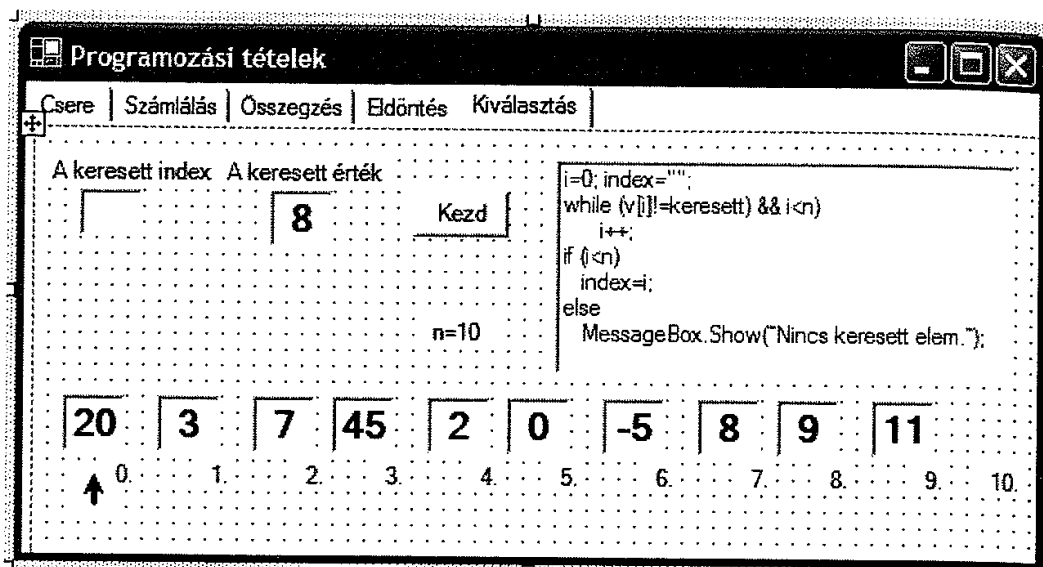 Programozási tételek
Csere Számlálás Összegzés Eldöntés Kiválasztás
A keresett index A keresett érték
8 Kezd
i=0; index="";
while (v[i]!=keresett) && i<n)
i++;
if (i<n)
index=i;
else
MessageBox.Show("Nincs keresett elem.");
n=10
20 3 7 45 2 0 -5 8 9 11
0. 1. 2. 3. 4. 5. 6. 7. 8. 9. 10.